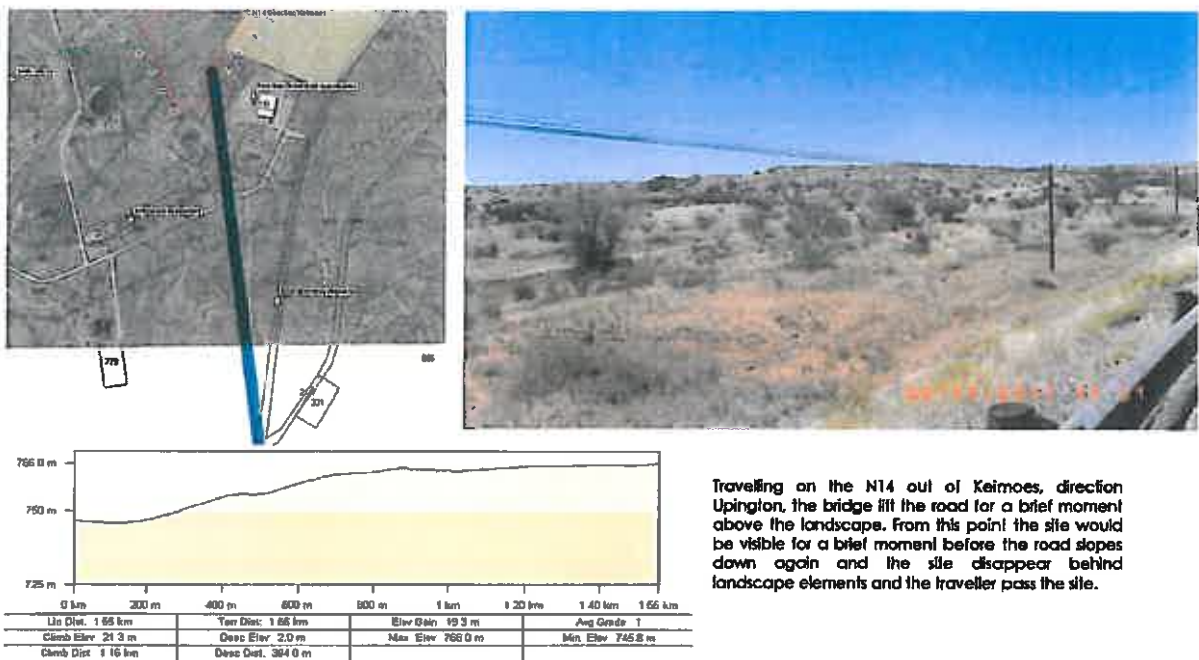 779
331
766.0 m
750 m
725 m
0 km 200 m 400 m 600 m 800 m 1 km 1.20 km 1.40 km 1.56 km
Lin Dist. 1.56 km Terr Dist: 1.56 km Elev Gain 19.3 m Avg Grade 1
Climb Elev 21.3 m Desc Elev 2.0 m Max Elev 766.0 m Min. Elev 745.8 m
Climb Dist 1.16 km Desc Dist. 394.0 m
Travelling on the N14 out of Keimoes, direction
Upington, the bridge lift the road for a brief moment
above the landscape. From this point the site would
be visible for a brief moment before the road slopes
down again and the site disappear behind
landscape elements and the traveller pass the site.